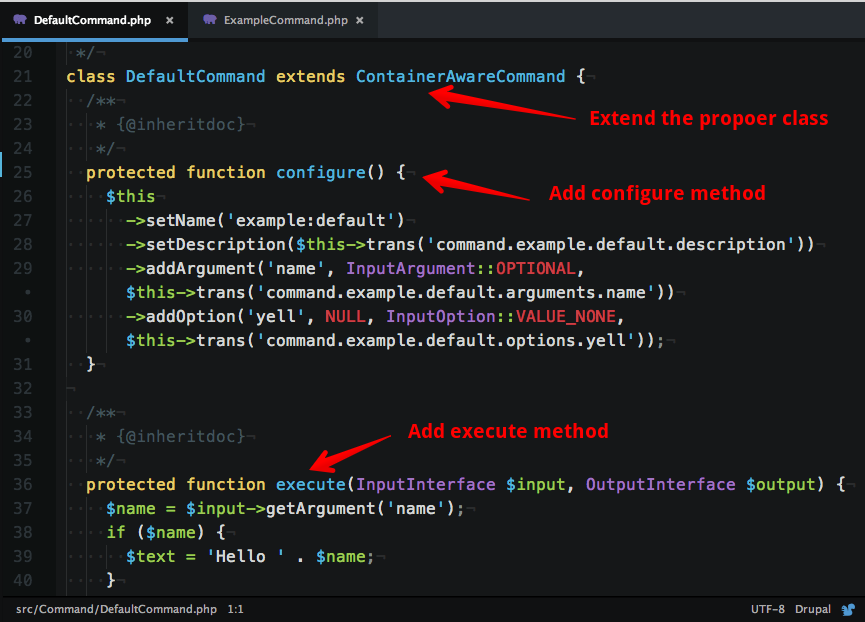 DefaultCommand.php × ExampleCommand.php ×
20 */
21 class DefaultCommand extends ContainerAwareCommand {
22 /**
Extend the propoer class
23 * {@inheritdoc}
24 */
25 protected function configure() {
26 $this
Add configure method
27 ->setName('example:default')
28 ->setDescription($this->trans('command.example.default.description'))
29 ->addArgument('name', InputArgument::OPTIONAL,
• $this->trans('command.example.default.arguments.name'))
30 ->addOption('yell', NULL, InputOption::VALUE_NONE,
• $this->trans('command.example.default.options.yell'));
31 }
32
33 /**
Add execute method
34 * {@inheritdoc}
35 */
36 protected function execute(InputInterface $input, OutputInterface $output) {
37 $name = $input->getArgument('name');
38 if ($name) {
39 $text = 'Hello ' . $name;
40 }
src/Command/DefaultCommand.php 1:1 UTF-8 Drupal